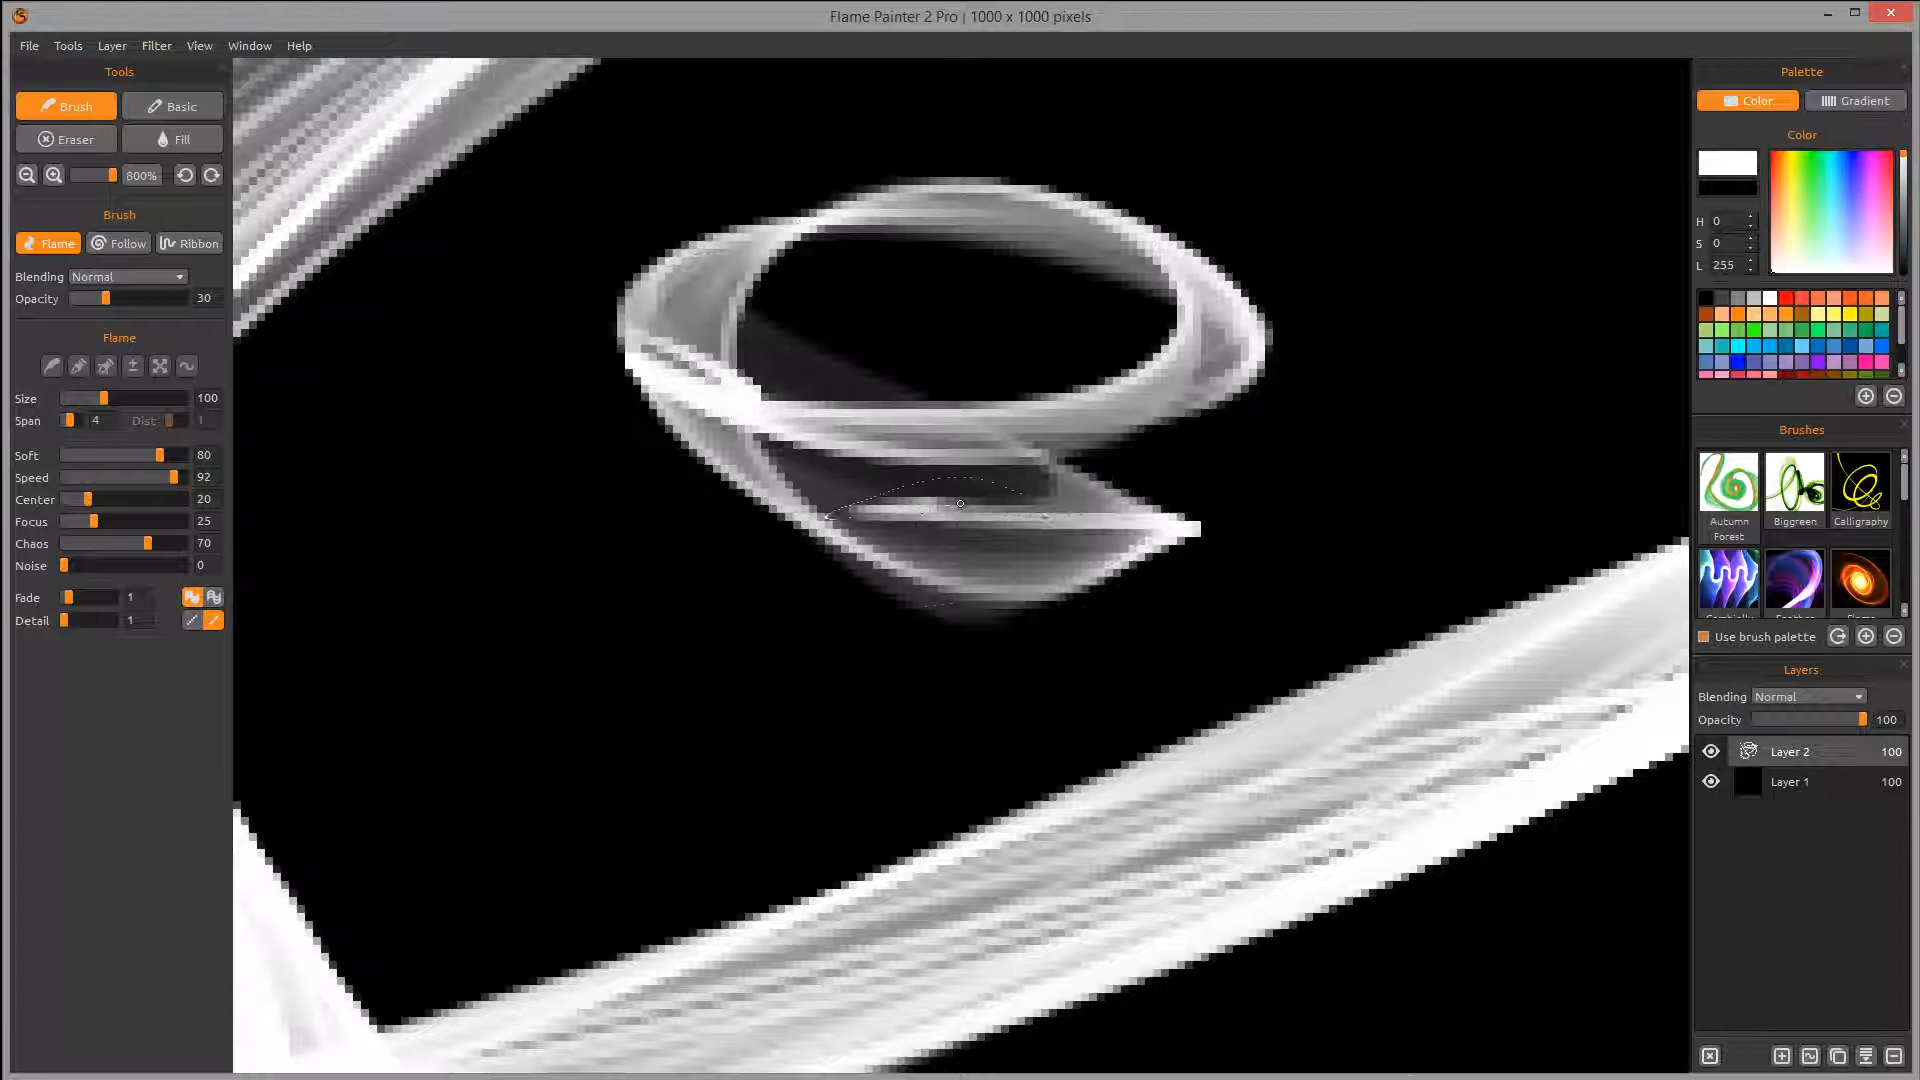 Flame Painter 2 Pro | 1000 x 1000 pixels
File Tools Layer Filter View Window Help
Tools
Brush Basic
Eraser Fill
800%
Brush
Flame Follow Ribbon
Blending Normal
Opacity 30
Flame
Size 100
Span 4 Dist 1
Soft 80
Speed 92
Center 20
Focus 25
Chaos 70
Noise 0
Fade 1
Detail 1
Palette
Color Gradient
Color
H 0
S 0
L 255
Brushes
Autumn Forest
Biggreen
Calligraphy
Use brush palette
Layers
Blending Normal
Opacity 100
Layer 2 100
Layer 1 100